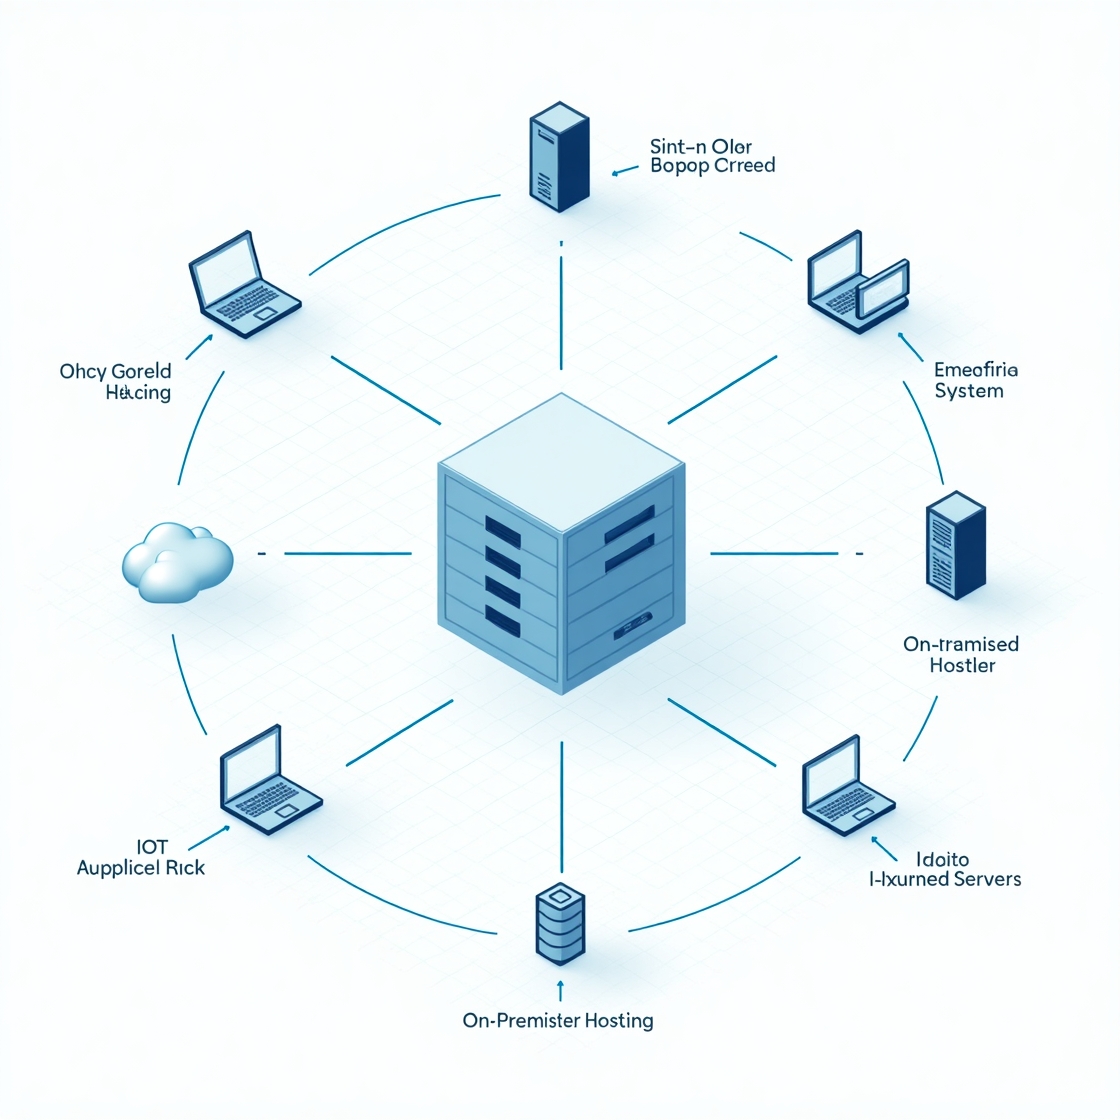 Sint-n Olor
Bopop Crreed
Ohcy Goreld
Emeofiria
System
On-tramised
Hostler
IOT
Aupplicel Rick
Idoito
I-Ixurned Servers
On-Premister Hosting